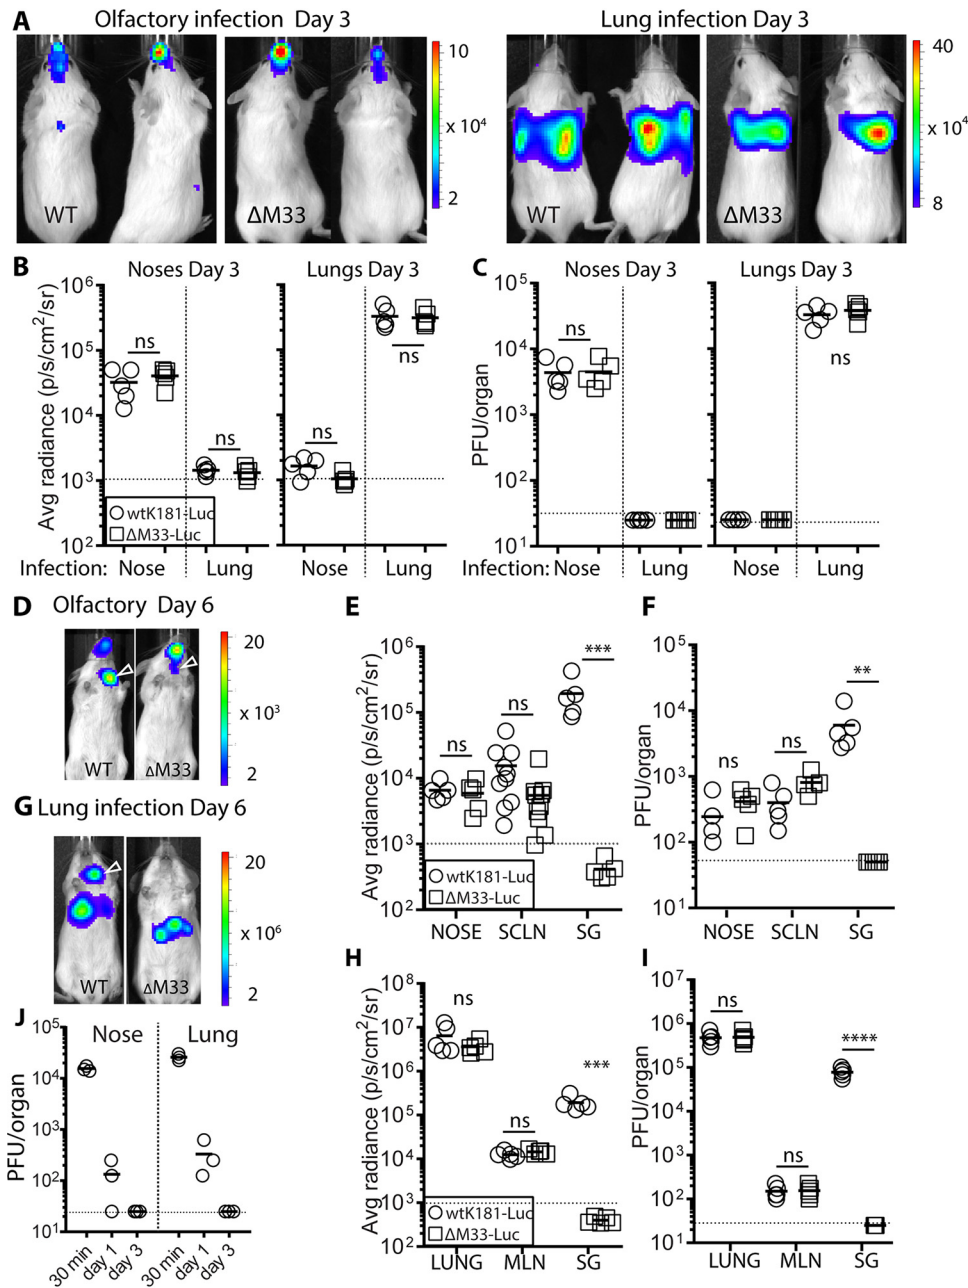 A Olfactory infection Day 3
Lung infection Day 3
10
x 10⁴
2
WT
ΔM33
40
x 10⁴
8
WT
ΔM33
B Noses Day 3 Lungs Day 3
Avg radiance (p/s/cm²/sr)
10⁶
10⁵
10⁴
10³
10²
ns
ns
ns
ns
wtK181-Luc
ΔM33-Luc
Infection: Nose Lung Nose Lung
C Noses Day 3 Lungs Day 3
PFU/organ
10⁵
10⁴
10³
10²
10¹
ns
ns
Infection: Nose Lung Nose Lung
D Olfactory Day 6
20
x 10³
2
WT
ΔM33
E
Avg radiance (p/s/cm²/sr)
10⁶
10⁵
10⁴
10³
10²
ns
ns
***
wtK181-Luc
ΔM33-Luc
NOSE SCLN SG
F
PFU/organ
10⁵
10⁴
10³
10²
10¹
ns
ns
**
NOSE SCLN SG
G Lung infection Day 6
20
x 10⁶
2
WT
ΔM33
H
Avg radiance (p/s/cm²/sr)
10⁸
10⁷
10⁶
10⁵
10⁴
10³
10²
ns
ns
***
wtK181-Luc
ΔM33-Luc
LUNG MLN SG
I
PFU/organ
10⁷
10⁶
10⁵
10⁴
10³
10²
10¹
ns
ns
****
LUNG MLN SG
J
Nose Lung
PFU/organ
10⁵
10⁴
10³
10²
10¹
30 min day 1 day 3 30 min day 1 day 3